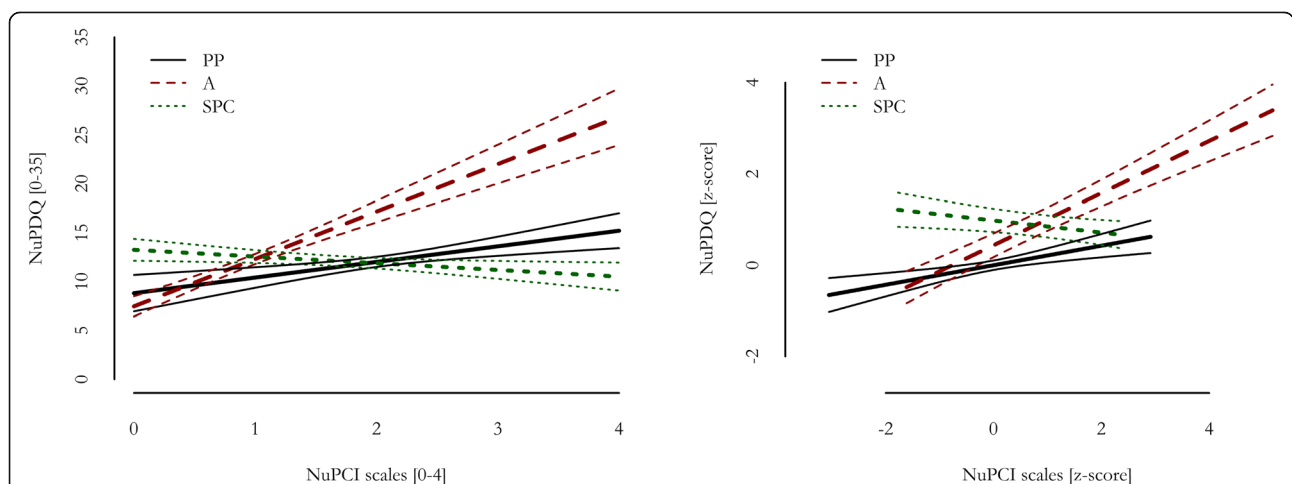 PP
A
SPC
NuPDQ [0-35]
35
30
25
20
15
10
5
0
0 1 2 3 4
NuPCI scales [0-4]
PP
A
SPC
NuPDQ [z-score]
4
2
0
-2
-2 0 2 4
NuPCI scales [z-score]